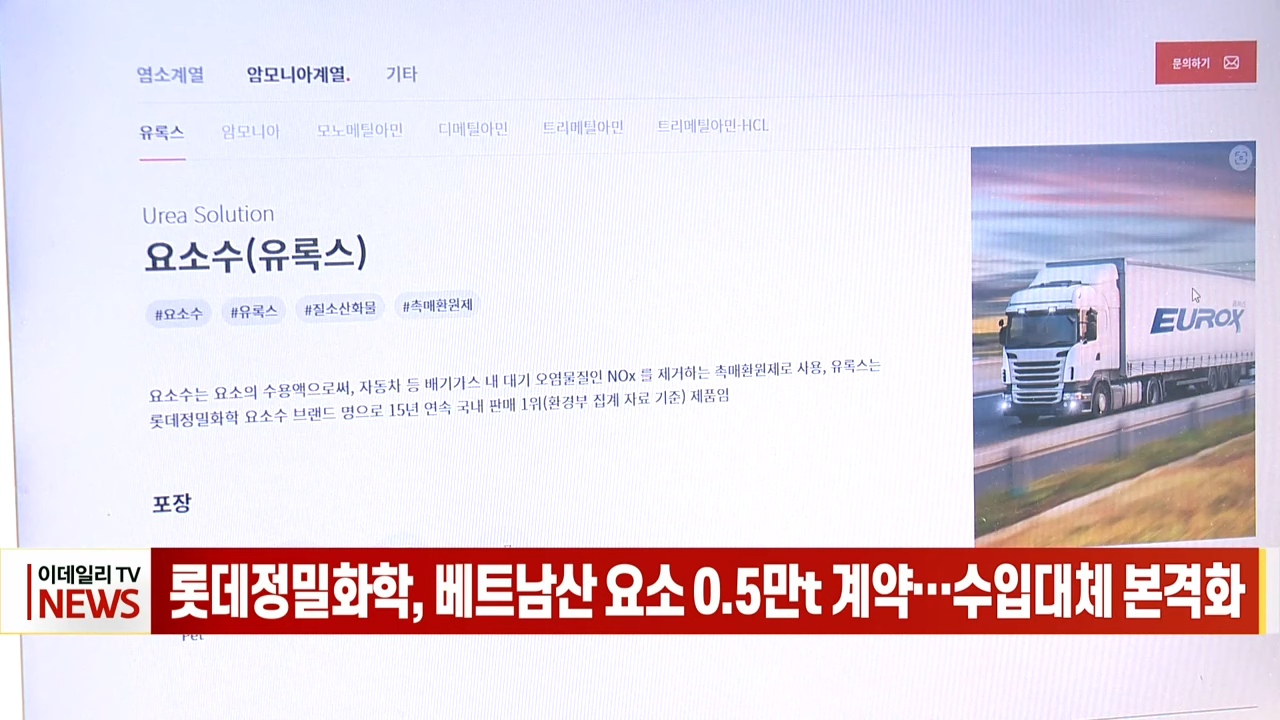 염소계열 암모니아계열. 기타
문의하기
유록스 암모니아 모노메틸아민 디메틸아민 트리메틸아민 트리메틸아민-HCL
Urea Solution
요소수(유록스)
#요소수 #유록스 #질소산화물 #촉매환원제
EUROX
요소수는 요소의 수용액으로써, 자동차 등 배기가스 내 대기 오염물질인 NOx 를 제거하는 촉매환원제로 사용, 유록스는
롯데정밀화학 요소수 브랜드 명으로 15년 연속 국내 판매 1위(환경부 집계 자료 기준) 제품임
포장
이데일리 TV
NEWS
롯데정밀화학, 베트남산 요소 0.5만t 계약…수입대체 본격화
Pet